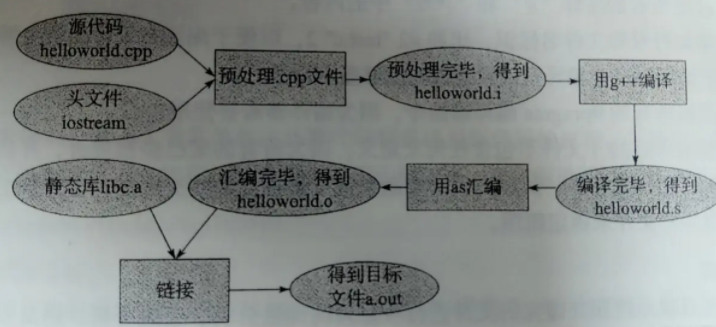 源代码
helloworld.cpp
头文件
iostream
预处理.cpp文件
预处理完毕，得到
helloworld.i
用g++编译
编译完毕，得到
helloworld.s
用as汇编
汇编完毕，得到
helloworld.o
静态库libc.a
链接
得到目标
文件a.out